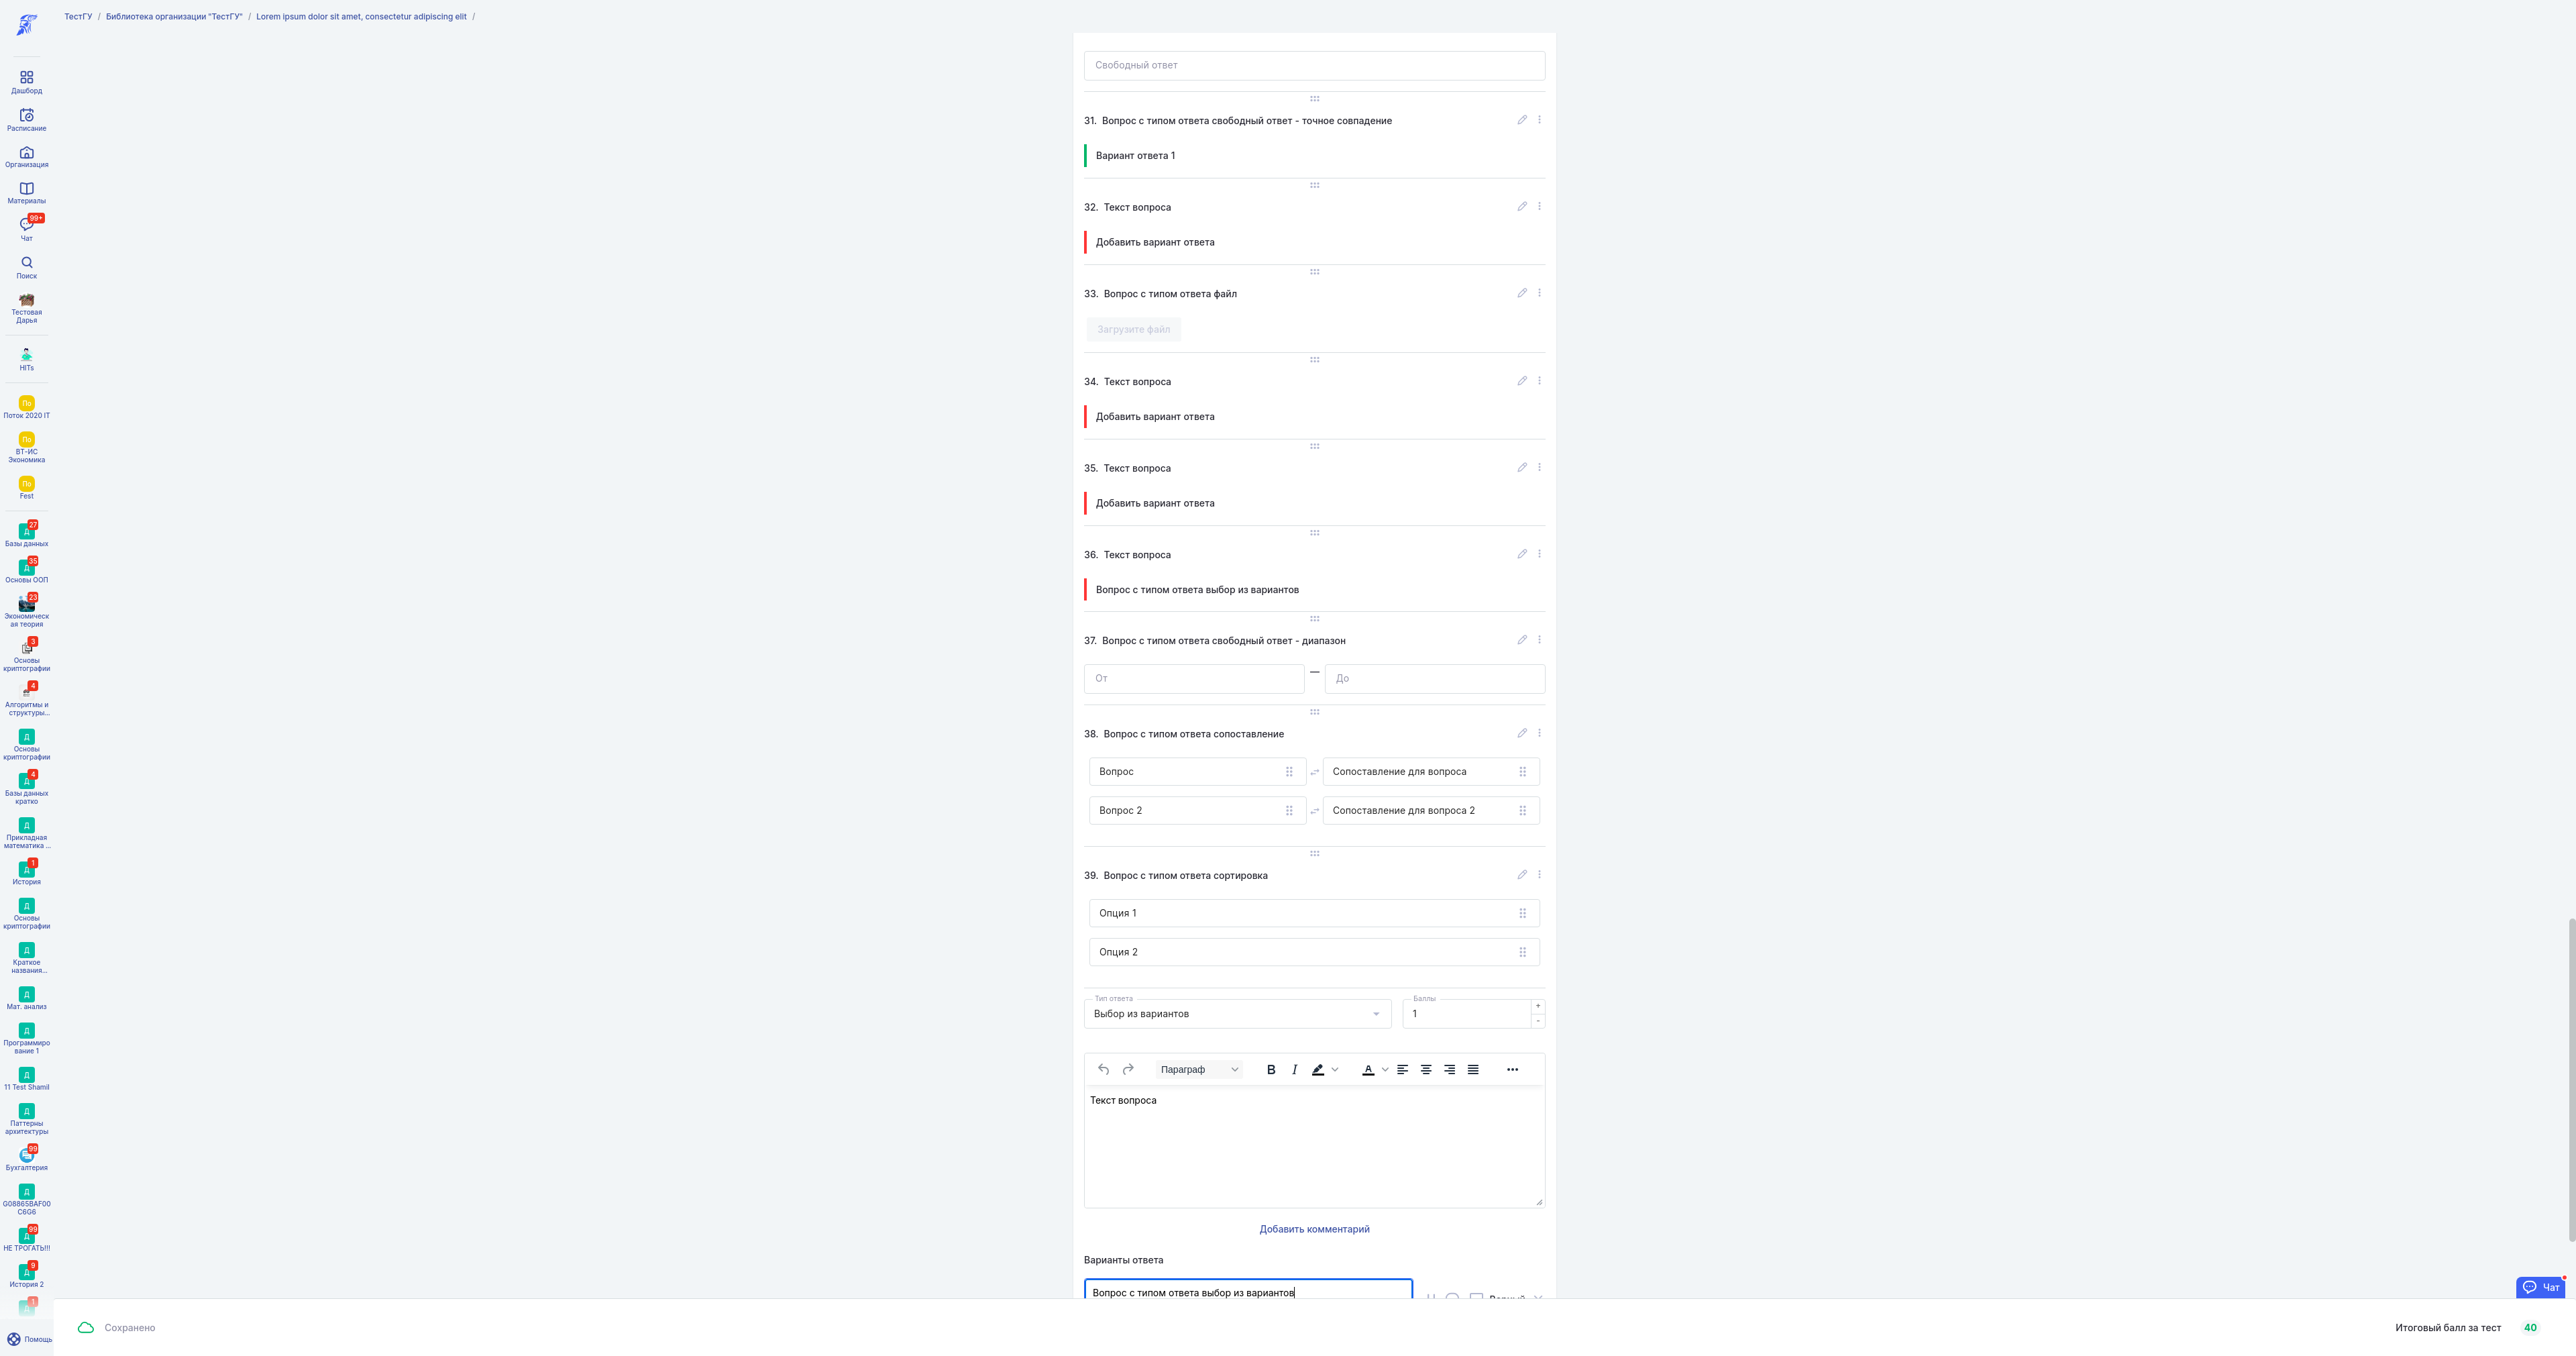 ТестГУ / Библиотека организации "ТестГУ" / Lorem ipsum dolor sit amet, consectetur adipiscing elit /
Дашборд
Расписание
Организация
Материалы
99+
Чат
Поиск
Тестовая
Дарья
HITs
По
Поток 2020 IT
По
ВТ-ИС
Экономика
По
Fest
27
Д
Базы данных
35
Д
Основы ООП
23
Экономическ
ая теория
3
Основы
криптографии
4
Алгоритмы и
структуры...
Д
Основы
криптографии
4
Д
Базы данных
кратко
Д
Прикладная
математика ...
1
Д
История
Д
Основы
криптографии
Д
Краткое
названия...
Д
Мат. анализ
Д
Программиро
вание 1
Д
11 Test Shamil
Д
Паттерны
архитектуры
99
Бухгалтерия
Д
G08865BAF00
C6G6
99
Д
НЕ ТРОГАТЬ!!!
9
Д
История 2
1
Д
Помощь
Свободный ответ
31. Вопрос с типом ответа свободный ответ - точное совпадение
Вариант ответа 1
32. Текст вопроса
Добавить вариант ответа
33. Вопрос с типом ответа файл
Загрузите файл
34. Текст вопроса
Добавить вариант ответа
35. Текст вопроса
Добавить вариант ответа
36. Текст вопроса
Вопрос с типом ответа выбор из вариантов
37. Вопрос с типом ответа свободный ответ - диапазон
От — До
38. Вопрос с типом ответа сопоставление
Вопрос Сопоставление для вопроса
Вопрос 2 Сопоставление для вопроса 2
39. Вопрос с типом ответа сортировка
Опция 1
Опция 2
Тип ответа Баллы
Выбор из вариантов 1 + -
Параграф B I A
Текст вопроса
Добавить комментарий
Варианты ответа
Вопрос с типом ответа выбор из вариантов
Чат
Сохранено
Итоговый балл за тест 40